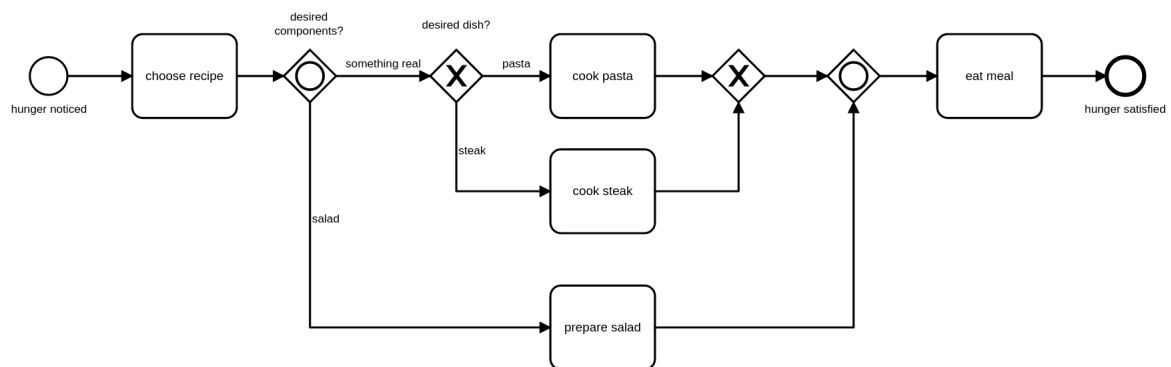 desired
components?
desired dish?
choose recipe
something real
pasta
cook pasta
eat meal
hunger noticed
hunger satisfied
steak
cook steak
salad
prepare salad